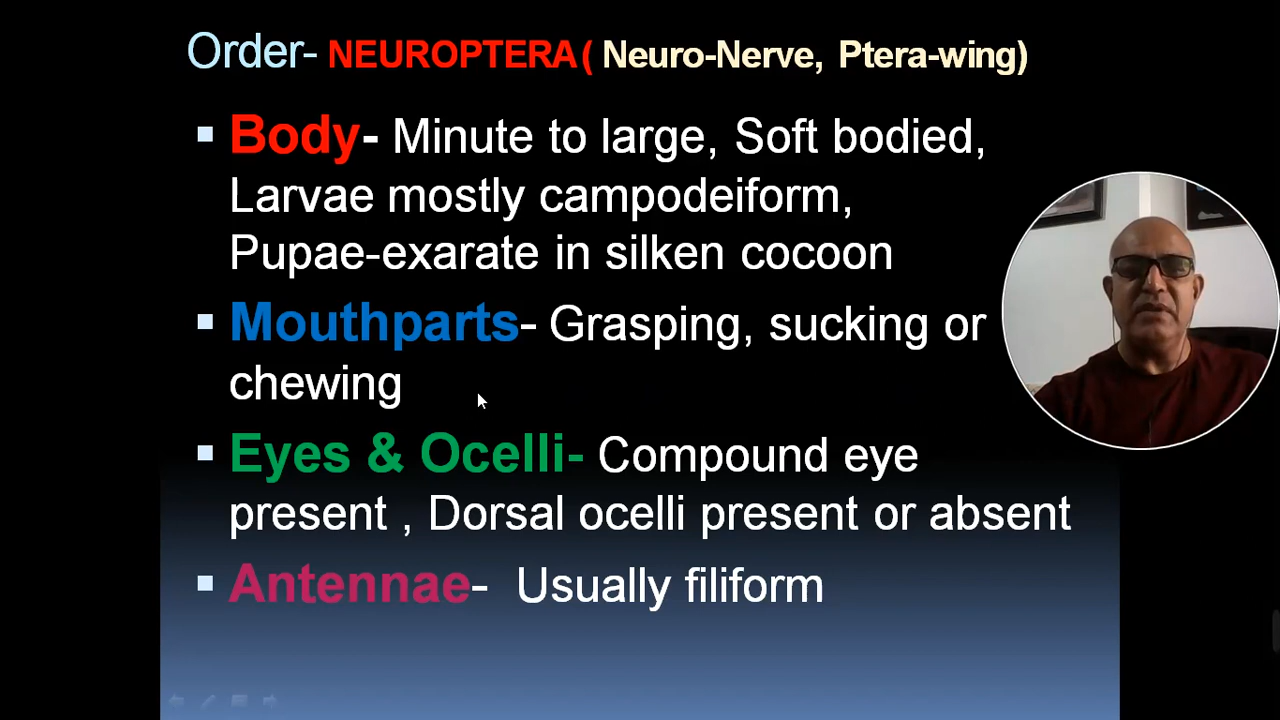 Order- NEUROPTERA ( Neuro-Nerve, Ptera-wing)
Body- Minute to large, Soft bodied,
Larvae mostly campodeiform,
Pupae-exarate in silken cocoon
Mouthparts- Grasping, sucking or
chewing
Eyes & Ocelli- Compound eye
present , Dorsal ocelli present or absent
Antennae- Usually filiform